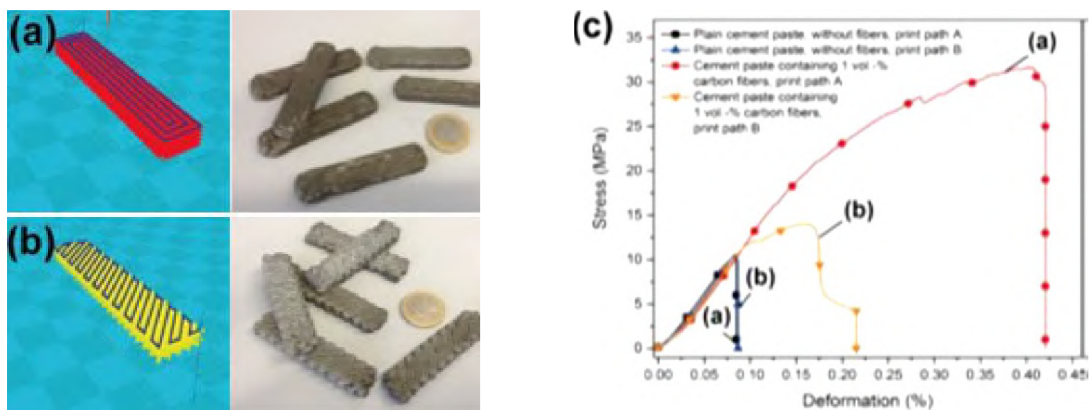 (a)
(b)
(c)
Plain cement paste, without fibers, print path A
Plain cement paste, without fibers, print path B
Cement paste containing 1 vol -%
carbon fibers, print path A
Cement paste containing
1 vol -% carbon fibers,
print path B
(a)
(b)
(b)
(a)
Stress (MPa)
35
30
25
20
15
10
5
0
0.00 0.05 0.10 0.15 0.20 0.25 0.30 0.35 0.40 0.45
Deformation (%)